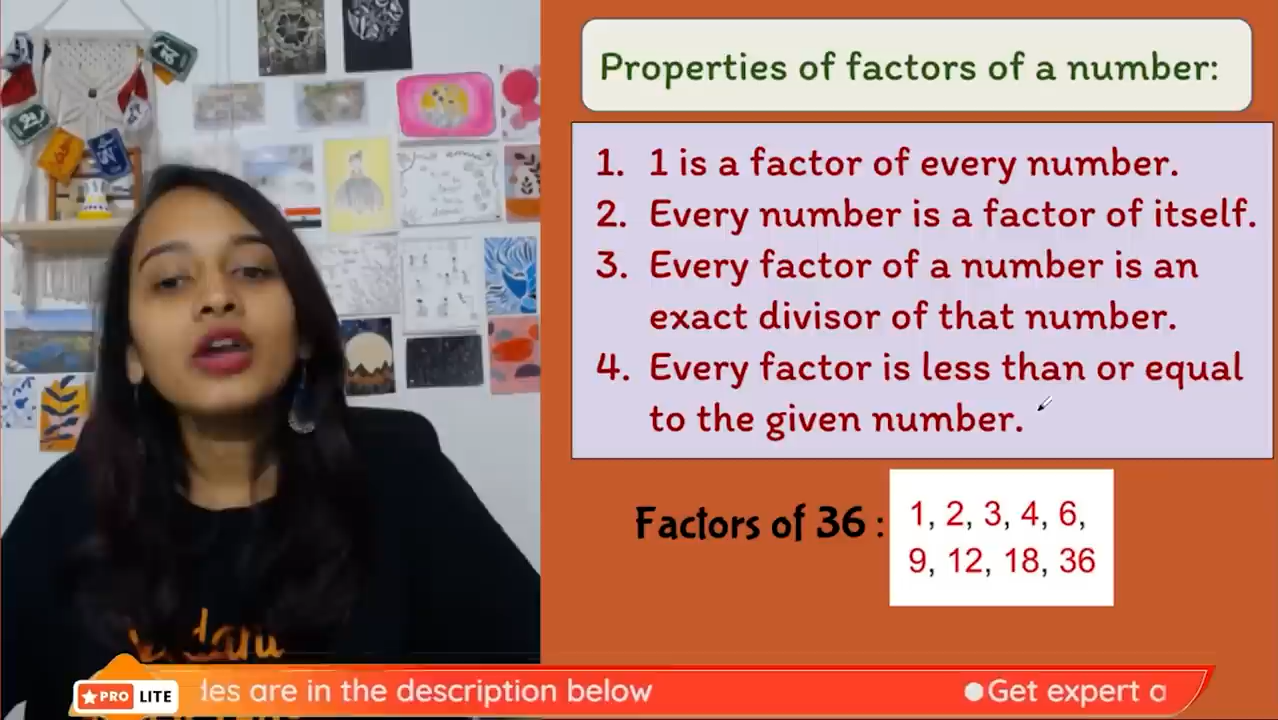 Properties of factors of a number:
1. 1 is a factor of every number.
2. Every number is a factor of itself.
3. Every factor of a number is an
exact divisor of that number.
4. Every factor is less than or equal
to the given number.
Factors of 36 :
1, 2, 3, 4, 6,
9, 12, 18, 36
PRO LITE
des are in the description below
Get expert a